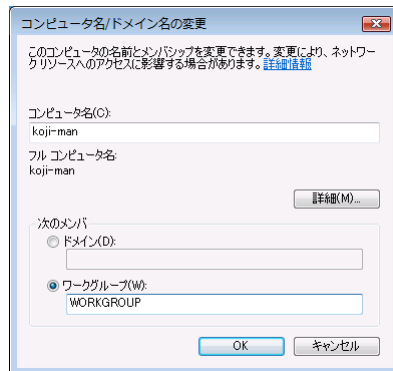 コンピュータ名/ドメイン名の変更
このコンピュータの名前とメンバシップを変更できます。変更により、ネットワー
クリソースへのアクセスに影響する場合があります。詳細情報
コンピュータ名(C):
koji-man
フル コンピュータ名:
koji-man
詳細(M)...
次のメンバ
ドメイン(D):
ワークグループ(W):
WORKGROUP
OK
キャンセル